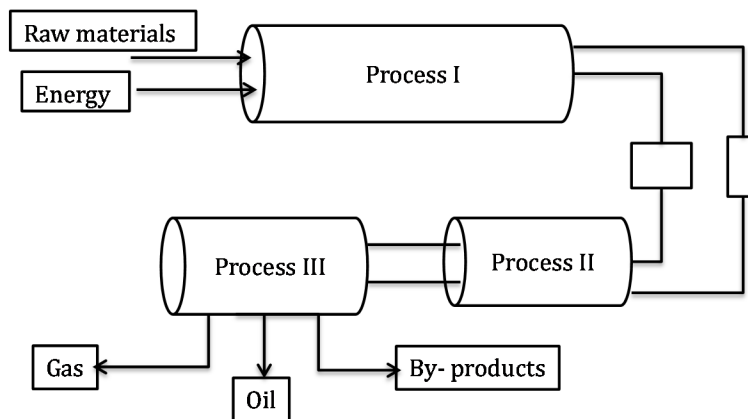 Raw materials
Process I
Energy
Process III
Process II
Gas
By- products
Oil